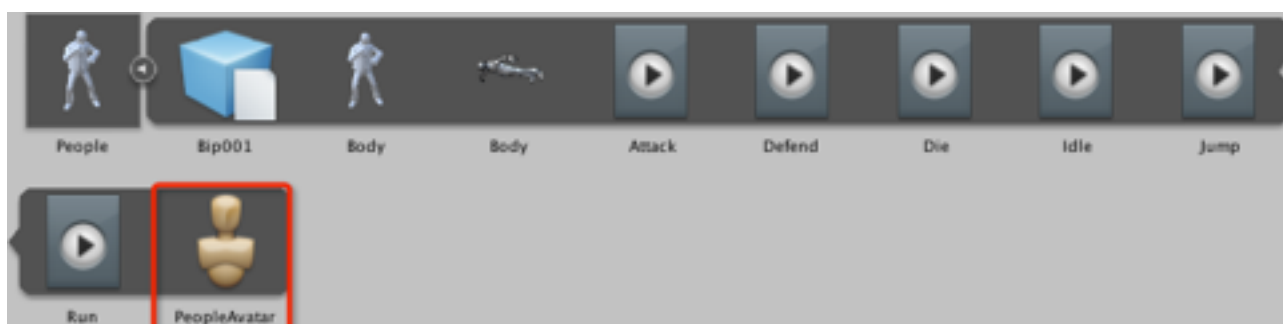 People Bip001 Body Body Attack Defend Die Idle Jump
Run PeopleAvatar